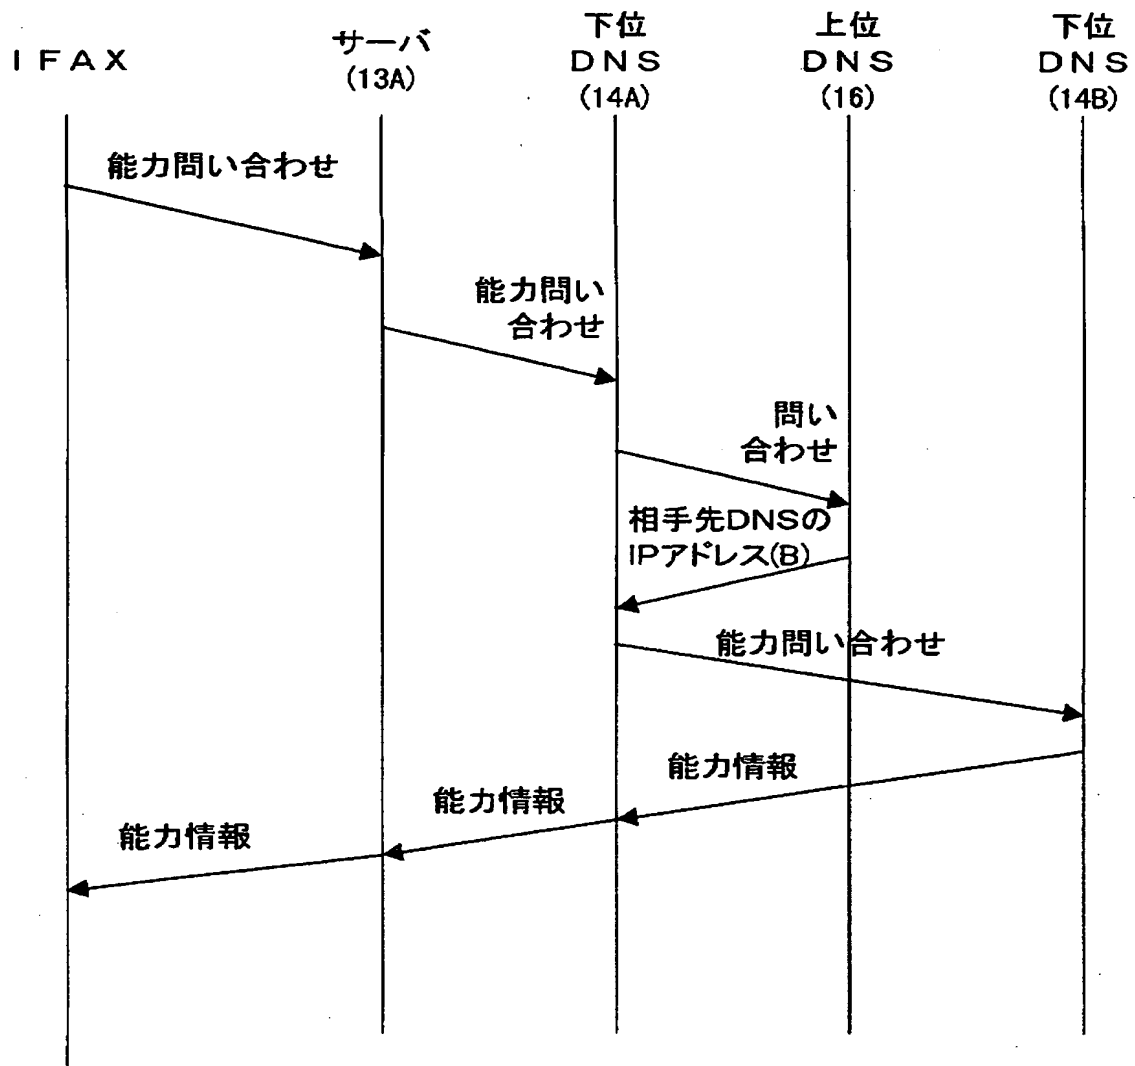 IFAX
サーバ
(13A)
下位
DNS
(14A)
上位
DNS
(16)
下位
DNS
(14B)
能力問い合わせ
能力問い
合わせ
問い
合わせ
相手先DNSの
IPアドレス(B)
能力問い合わせ
能力情報
能力情報
能力情報